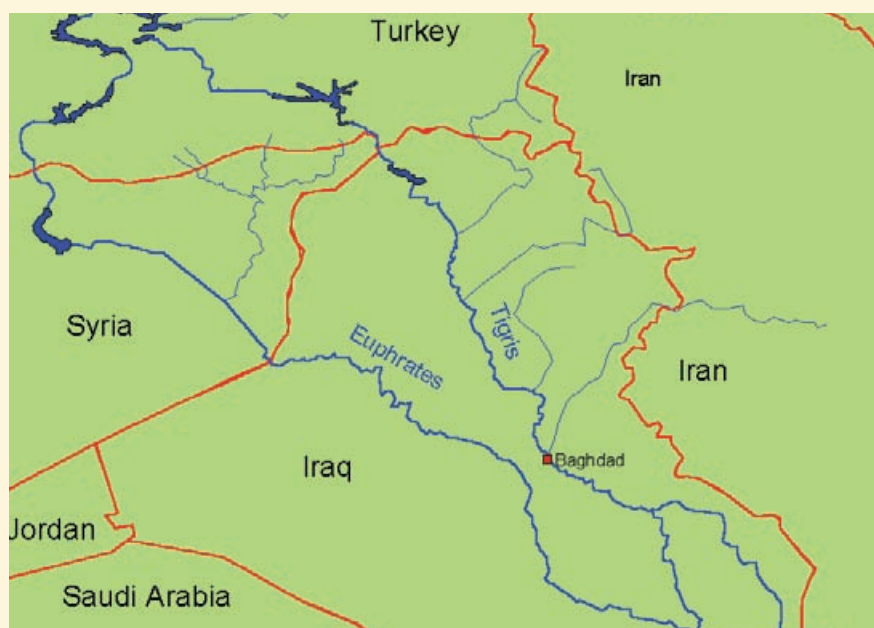 Turkey
Iran
Syria
Euphrates
Tigris
Iran
Iraq
Baghdad
Jordan
Saudi Arabia